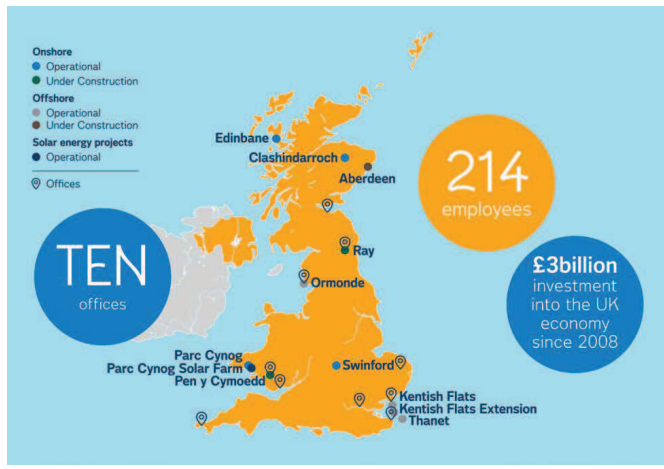 Onshore
Operational
Under Construction
Offshore
Operational
Under Construction
Solar energy projects
Operational
Offices
Edinbane
Clashindarroch
Aberdeen
214
employees
TEN
offices
Ray
Ormonde
£3billion
investment
into the UK
economy
since 2008
Parc Cynog
Parc Cynog Solar Farm
Pen y Cymoedd
Swinford
Kentish Flats
Kentish Flats Extension
Thanet